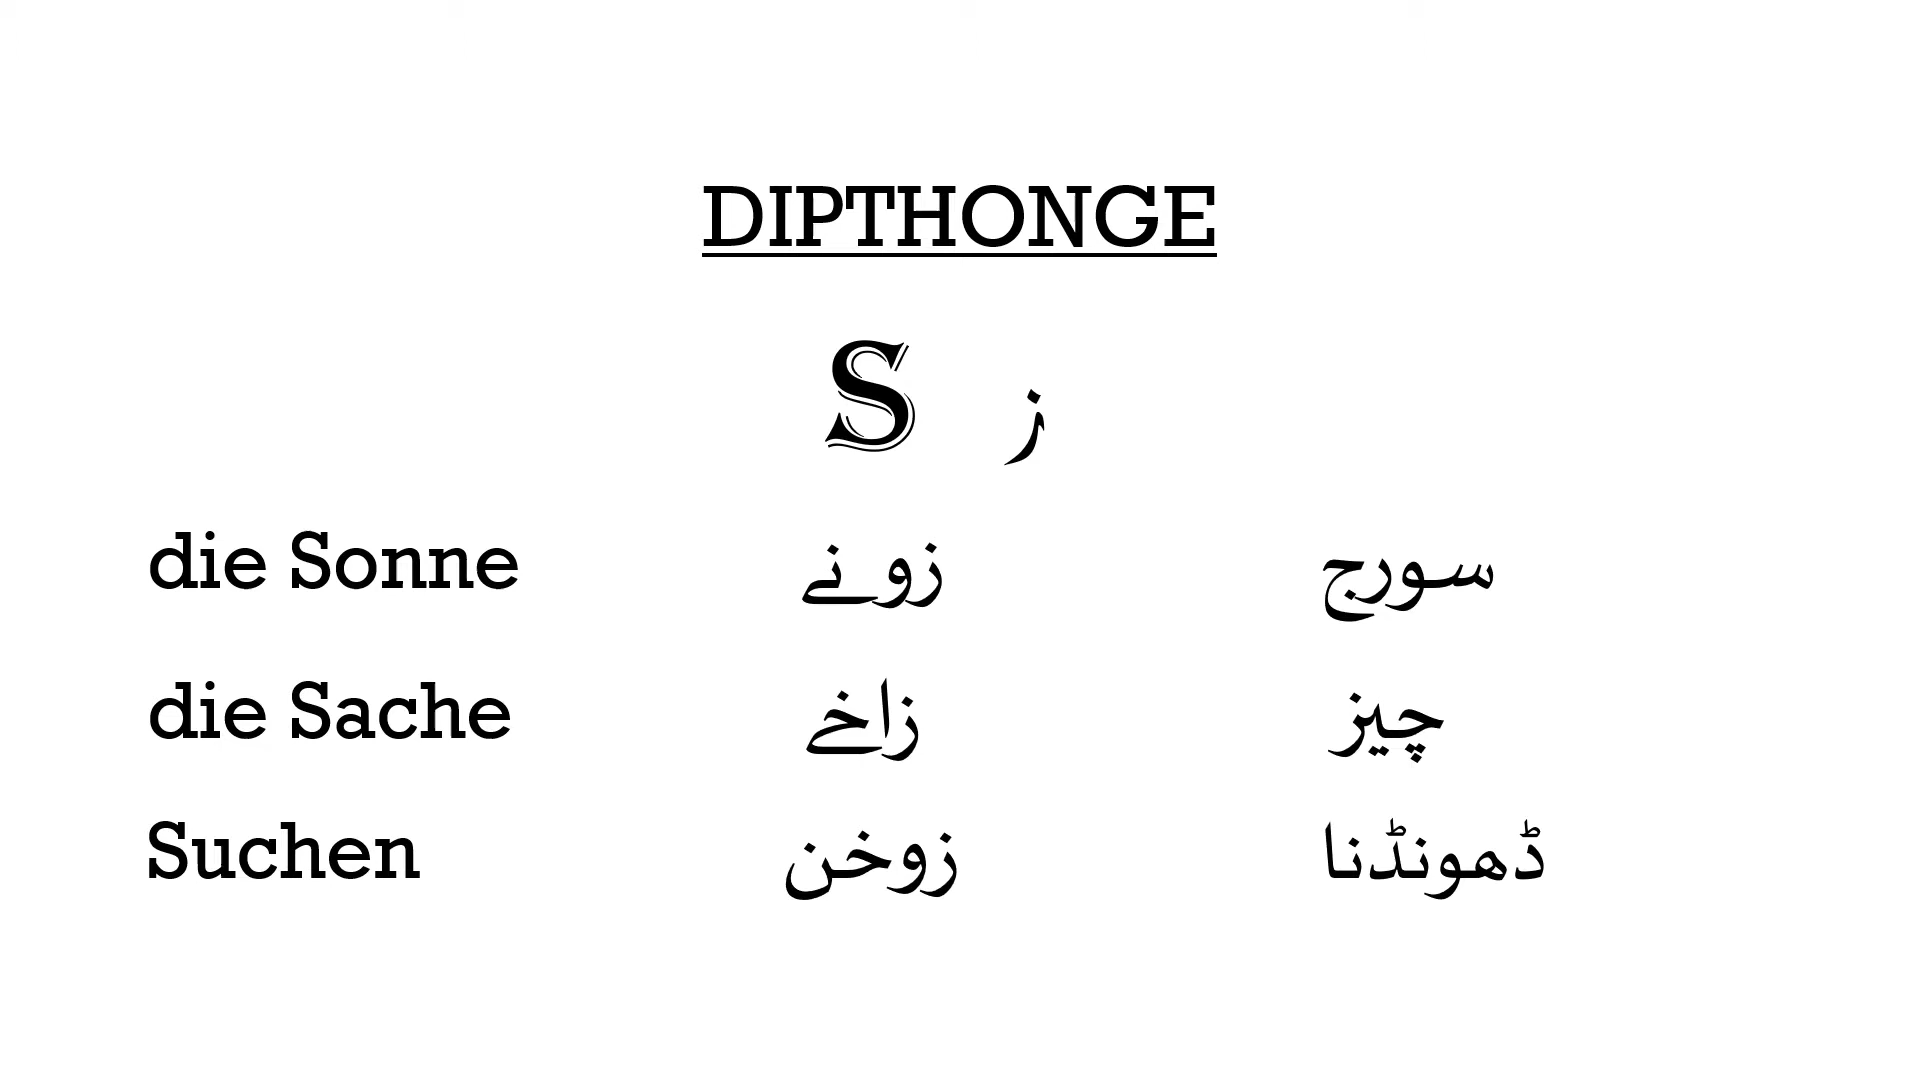 DIPTHONGE
S ز
die Sonne زونے سورج
die Sache زاخے چیز
Suchen زوخن ڈھونڈنا